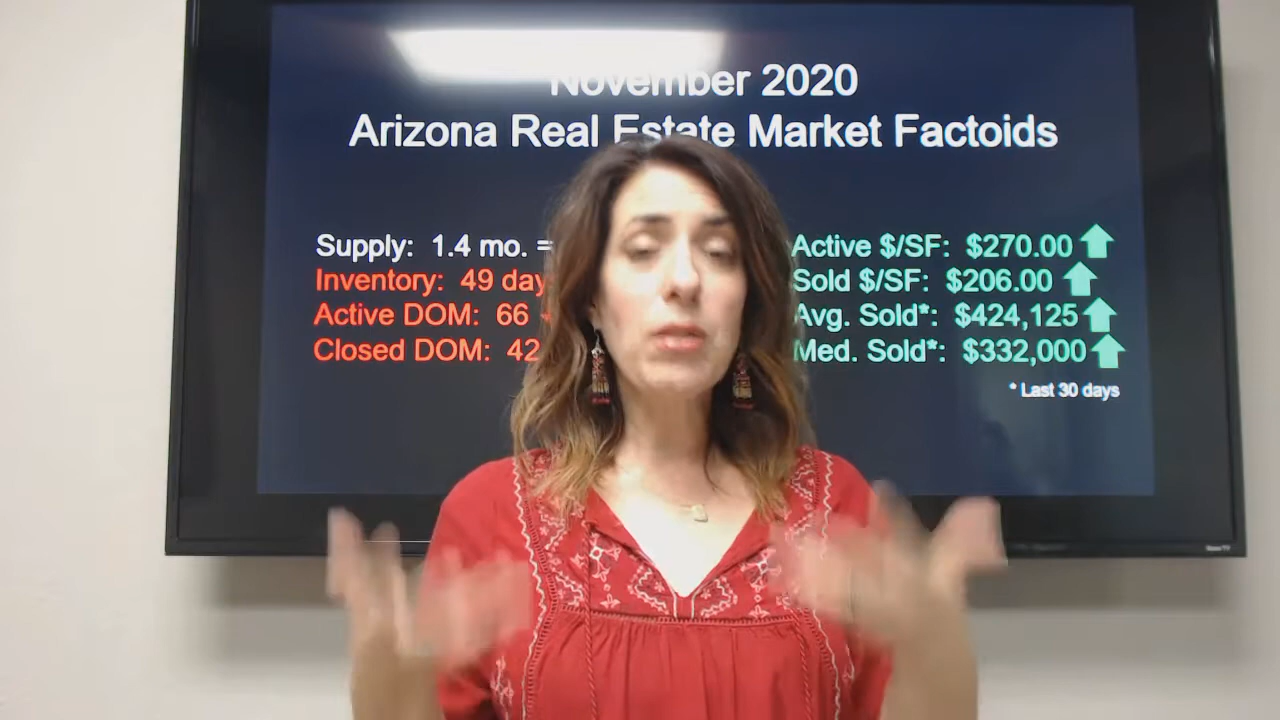 November 2020
Arizona Real Estate Market Factoids
Supply: 1.4 mo. =
Inventory: 49 day
Active DOM: 66
Closed DOM: 42
Active $/SF: $270.00
Sold $/SF: $206.00
Avg. Sold*: $424,125
Med. Sold*: $332,000
* Last 30 days